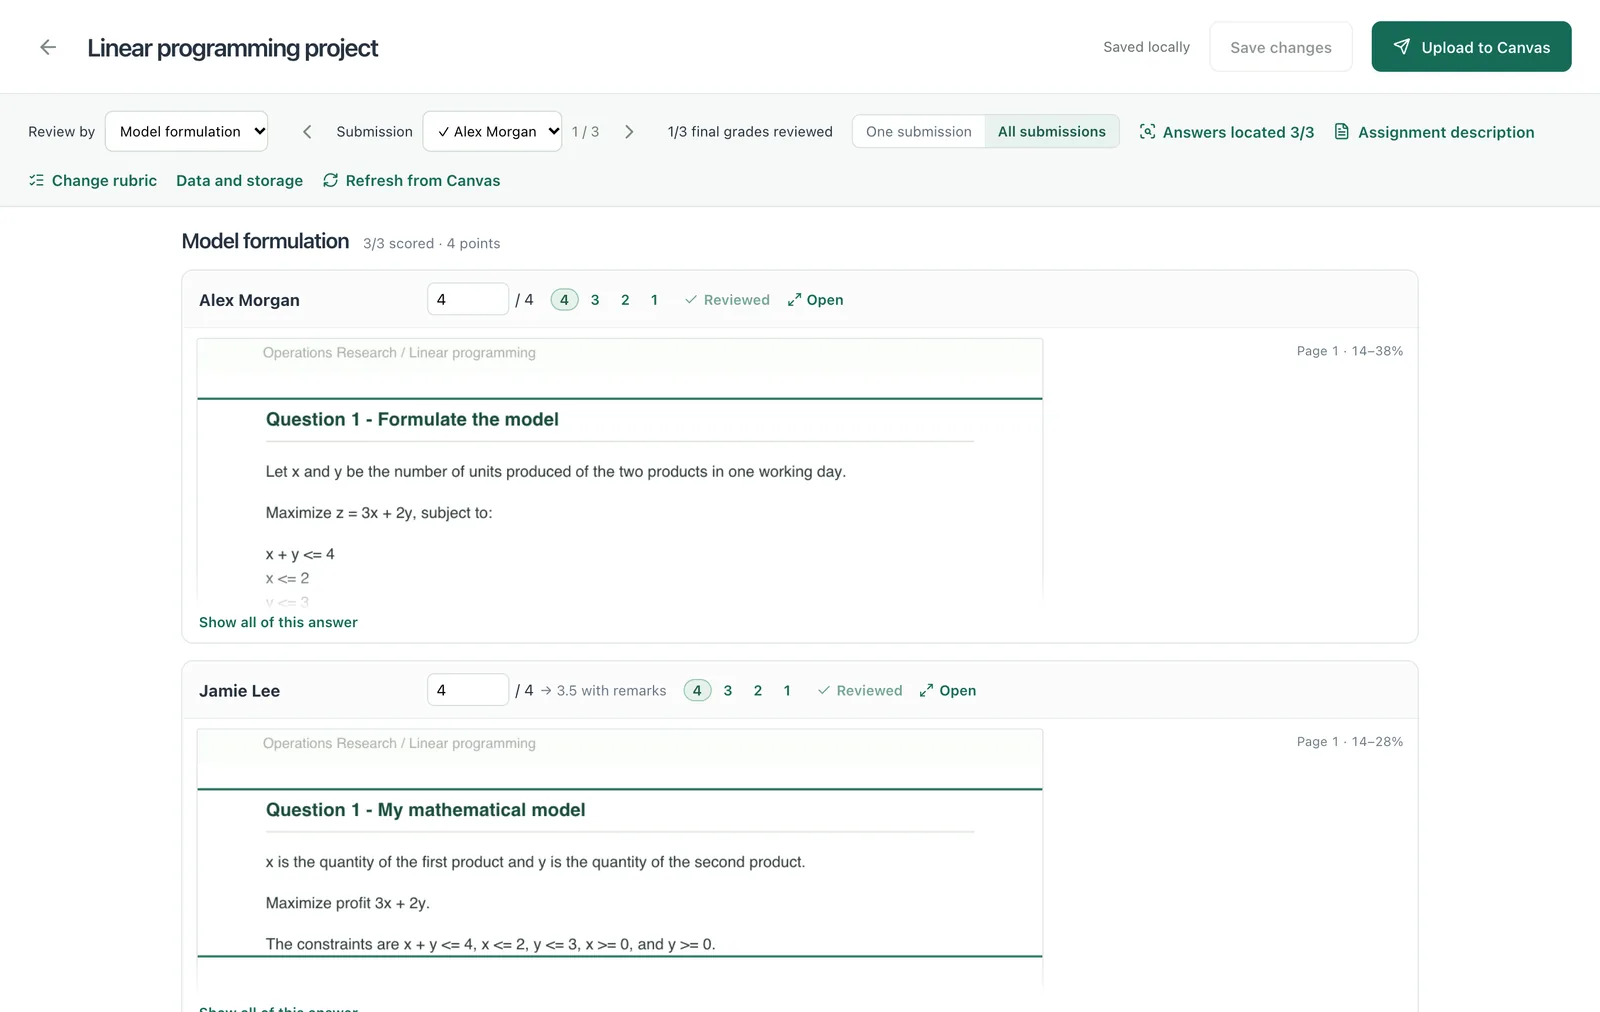 Linear programming project
Saved locally
Save changes
Upload to Canvas
Review by
Model formulation
Submission
✓ Alex Morgan
1 / 3
1/3 final grades reviewed
One submission
All submissions
Answers located 3/3
Assignment description
Change rubric
Data and storage
Refresh from Canvas
Model formulation 3/3 scored · 4 points
Alex Morgan 4 / 4 4 3 2 1 ✓ Reviewed Open
Operations Research / Linear programming
Page 1 · 14–38%
Question 1 - Formulate the model
Let x and y be the number of units produced of the two products in one working day.
Maximize z = 3x + 2y, subject to:
x + y <= 4
x <= 2
y <= 3
Show all of this answer
Jamie Lee 4 / 4 → 3.5 with remarks 4 3 2 1 ✓ Reviewed Open
Operations Research / Linear programming
Page 1 · 14–28%
Question 1 - My mathematical model
x is the quantity of the first product and y is the quantity of the second product.
Maximize profit 3x + 2y.
The constraints are x + y <= 4, x <= 2, y <= 3, x >= 0, and y >= 0.
Show all of this answer